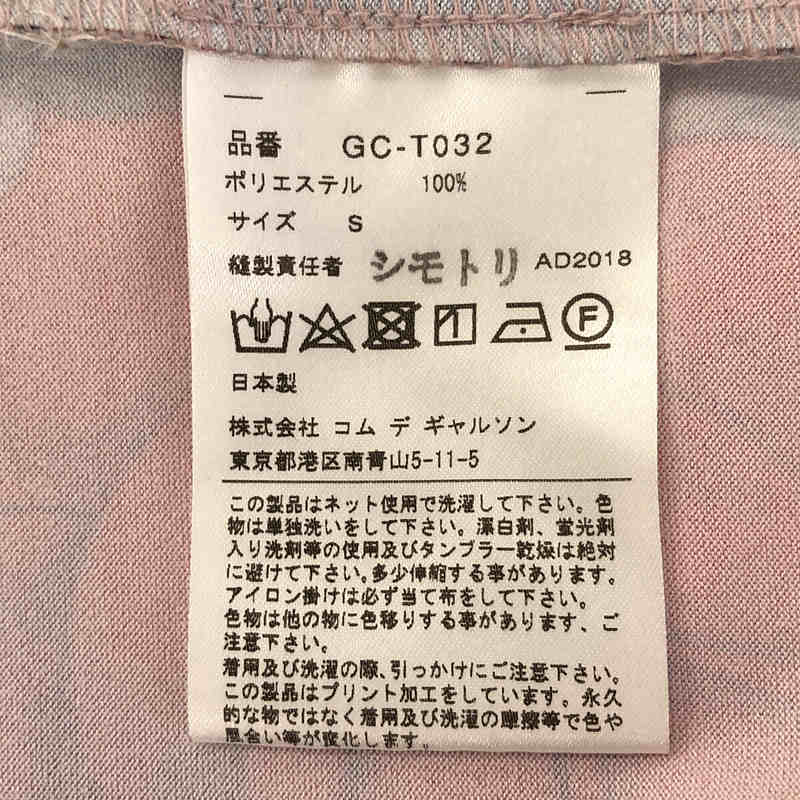 品番 GC-T032
ポリエステル 100%
サイズ S
縫製責任者 シモトリ AD2018
F
日本製
株式会社 コム デ ギャルソン
東京都港区南青山5-11-5
この製品はネット使用で洗濯して下さい。色
物は単独洗いをして下さい。漂白剤、蛍光剤
入り洗剤等の使用及びタンブラー乾燥は絶対
に避けて下さい。多少伸縮する事があります。
アイロン掛けは必ず当て布をして下さい。
色物は他の物に色移りする事があります、ご
注意下さい。
着用及び洗濯の際、引っかけにご注意下さい。
この製品はプリント加工をしています。永久
的な物ではなく着用及び洗濯の摩擦等で色や
風合い等が変化します。